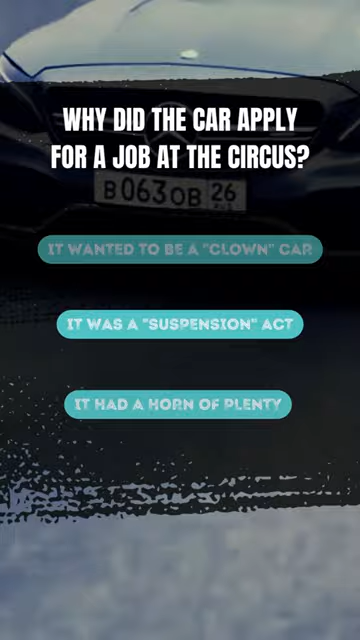 WHY DID THE CAR APPLY
FOR A JOB AT THE CIRCUS?
В063ОВ 26
IT WANTED TO BE A "CLOWN" CAR
IT WAS A "SUSPENSION" ACT
IT HAD A HORN OF PLENTY